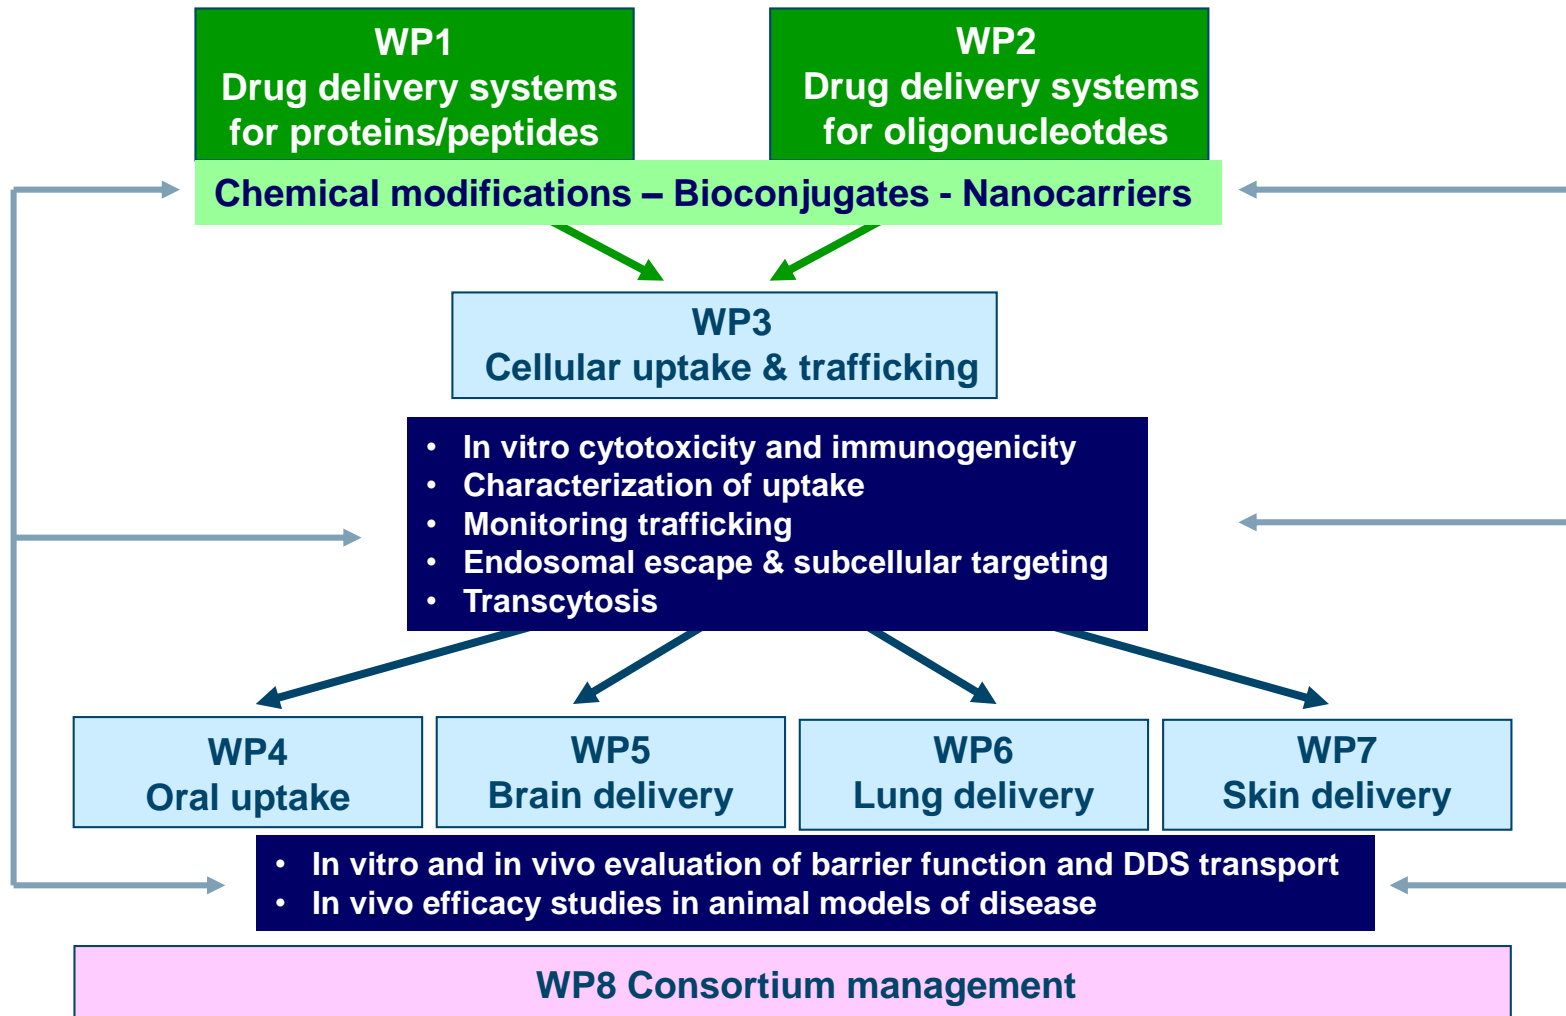 WP1
Drug delivery systems
for proteins/peptides
WP2
Drug delivery systems
for oligonucleotdes
Chemical modifications – Bioconjugates - Nanocarriers
WP3
Cellular uptake & trafficking
• In vitro cytotoxicity and immunogenicity
• Characterization of uptake
• Monitoring trafficking
• Endosomal escape & subcellular targeting
• Transcytosis
WP4
Oral uptake
WP5
Brain delivery
WP6
Lung delivery
WP7
Skin delivery
• In vitro and in vivo evaluation of barrier function and DDS transport
• In vivo efficacy studies in animal models of disease
WP8 Consortium management